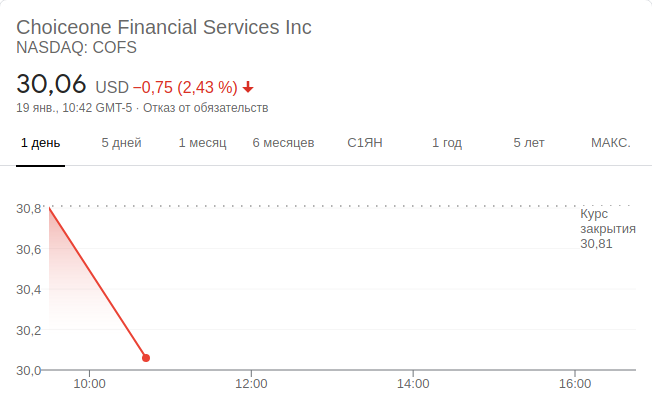 Choiceone Financial Services Inc
NASDAQ: COFS
30,06 USD −0,75 (2,43 %)
19 янв., 10:42 GMT-5 · Отказ от обязательств
1 день 5 дней 1 месяц 6 месяцев С1ЯН 1 год 5 лет МАКС.
30,8
Курс
закрытия
30,81
30,6
30,4
30,2
30,0
10:00 12:00 14:00 16:00